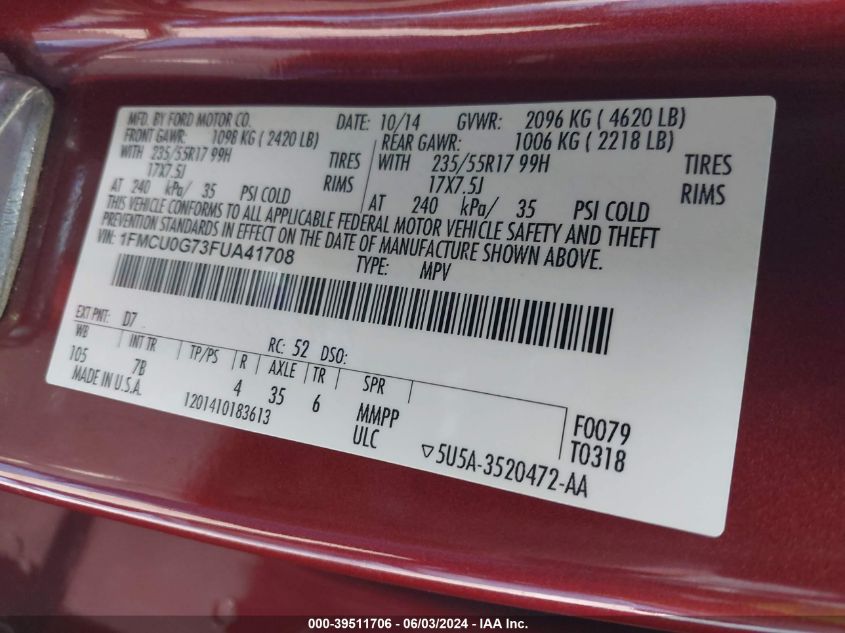 MFD. BY FORD MOTOR CO. DATE: 10/14 GVWR: 2096 KG ( 4620 LB)
FRONT GAWR: 1098 KG ( 2420 LB) REAR GAWR: 1006 KG ( 2218 LB)
WITH 235/55R17 99H TIRES WITH 235/55R17 99H TIRES
17X7.5J RIMS 17X7.5J RIMS
AT 240 kPa/ 35 PSI COLD AT 240 kPa/ 35 PSI COLD
THIS VEHICLE CONFORMS TO ALL APPLICABLE FEDERAL MOTOR VEHICLE SAFETY AND THEFT
PREVENTION STANDARDS IN EFFECT ON THE DATE OF MANUFACTURE SHOWN ABOVE.
VIN: 1FMCU0G73FUA41708 TYPE: MPV
EXT PNT: D7 RC: 52 DSO:
WB INT TR TP/PS R AXLE TR SPR
105 7B 4 35 6 MMPP F0079
MADE IN U.S.A. 1201410183613 ULC T0318
▽5U5A-3520472-AA
000-39511706 - 06/03/2024 - IAA Inc.